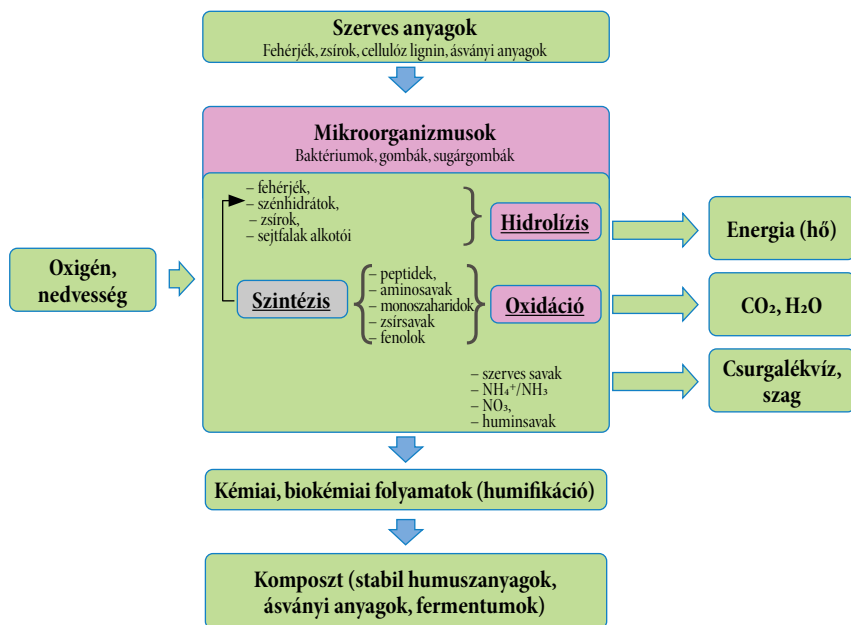 Szerves anyagok
Fehérjék, zsírok, cellulóz lignin, ásványi anyagok
Mikroorganizmusok
Baktériumok, gombák, sugárgombák
– fehérjék,
– szénhidrátok,
– zsírok,
– sejtfalak alkotói
Hidrolízis
Energia (hő)
Oxigén,
nedvesség
Szintézis
– peptidek,
– aminosavak
– monoszaharidok
– zsírsavak
– fenolok
Oxidáció
CO₂, H₂O
– szerves savak
– NH₄⁺/NH₃
– NO₃,
– huminsavak
Csurgalékvíz,
szag
Kémiai, biokémiai folyamatok (humifikáció)
Komposzt (stabil humuszanyagok,
ásványi anyagok, fermentumok)